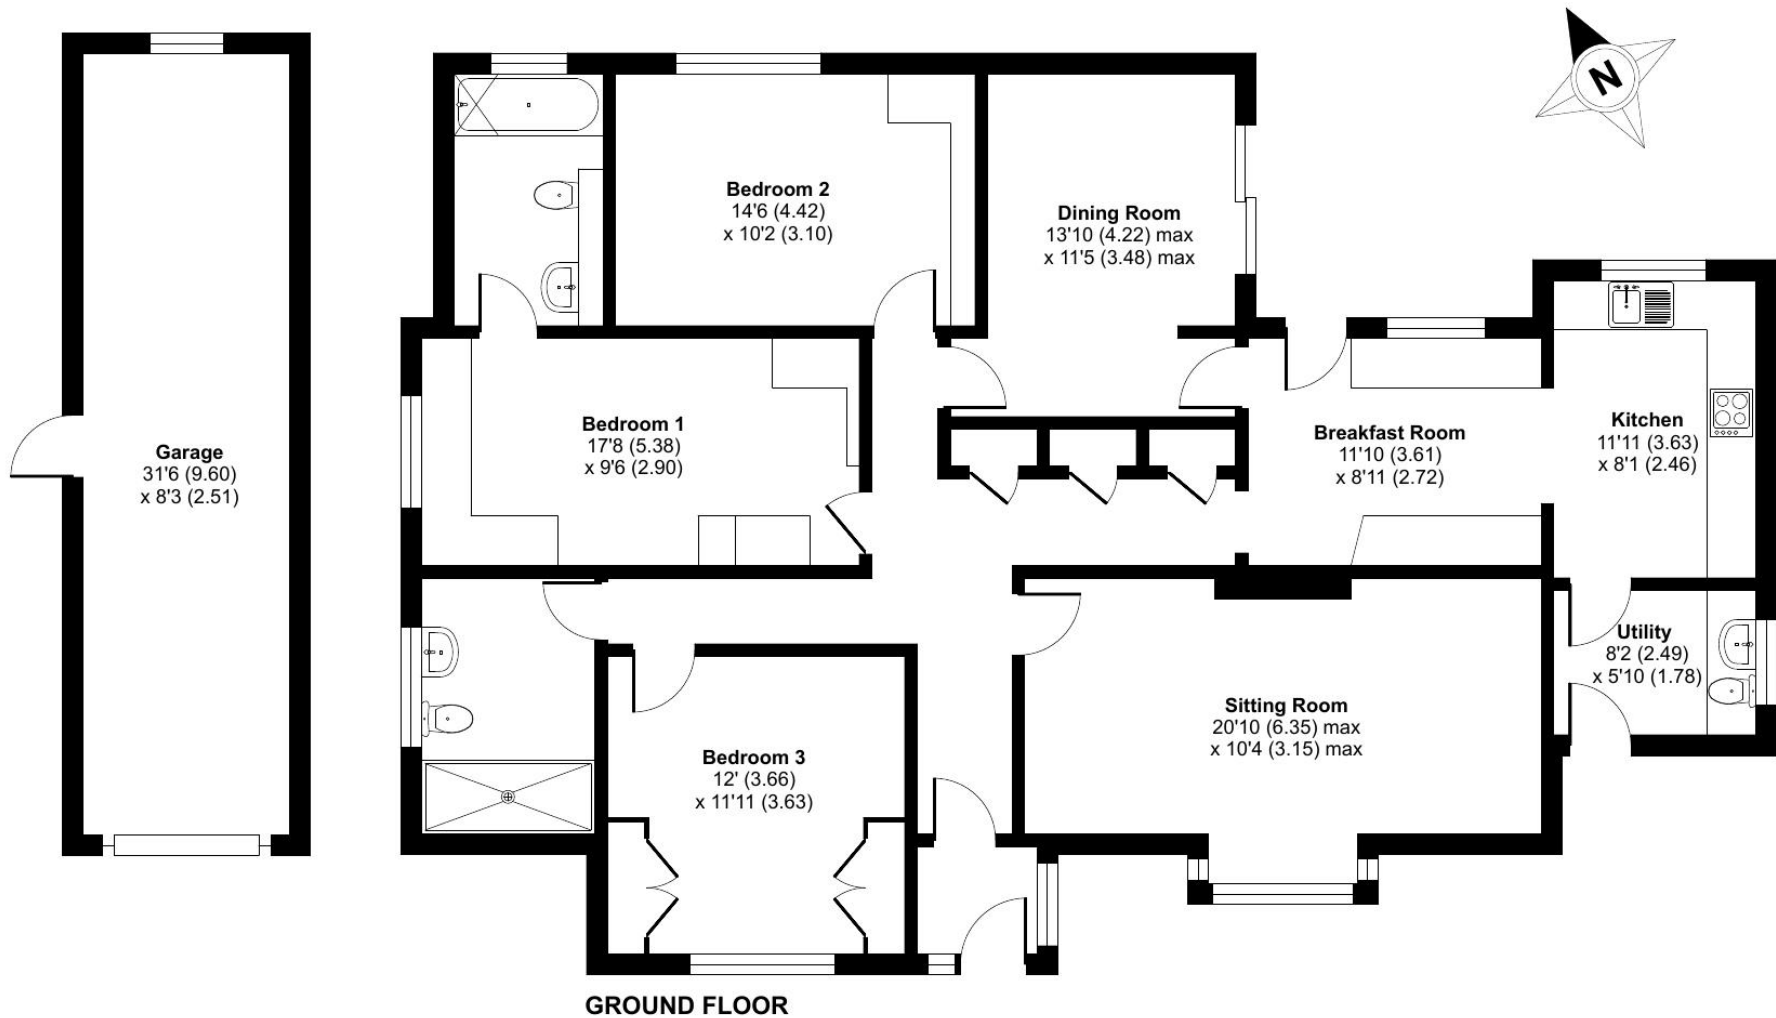 N
Bedroom 2
14'6 (4.42)
x 10'2 (3.10)
Dining Room
13'10 (4.22) max
x 11'5 (3.48) max
Garage
31'6 (9.60)
x 8'3 (2.51)
Bedroom 1
17'8 (5.38)
x 9'6 (2.90)
Breakfast Room
11'10 (3.61)
x 8'11 (2.72)
Kitchen
11'11 (3.63)
x 8'1 (2.46)
Utility
8'2 (2.49)
x 5'10 (1.78)
Sitting Room
20'10 (6.35) max
x 10'4 (3.15) max
Bedroom 3
12' (3.66)
x 11'11 (3.63)
GROUND FLOOR